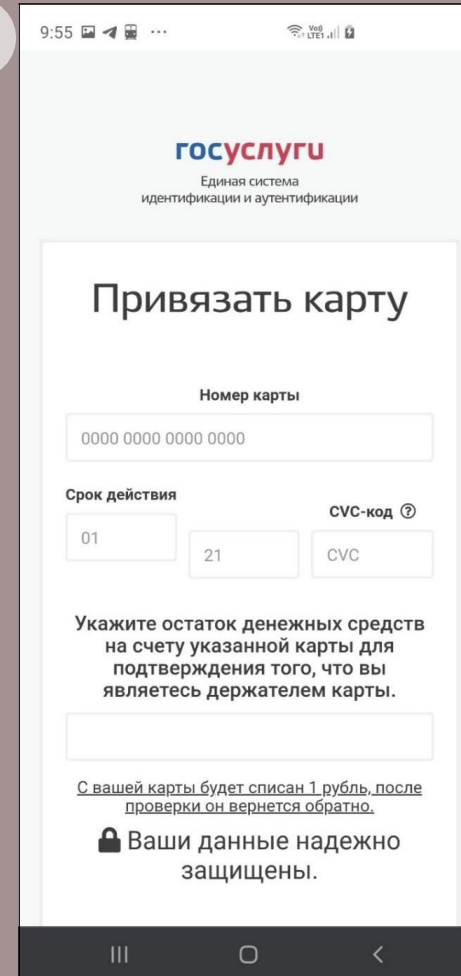 9:55
Vo)) LTE1
госуслуги
Единая система
идентификации и аутентификации
Привязать карту
Номер карты
0000 0000 0000 0000
Срок действия
CVC-код ?
01
21
CVC
Укажите остаток денежных средств
на счету указанной карты для
подтверждения того, что вы
являетесь держателем карты.
С вашей карты будет списан 1 рубль, после
проверки он вернется обратно.
Ваши данные надежно
защищены.